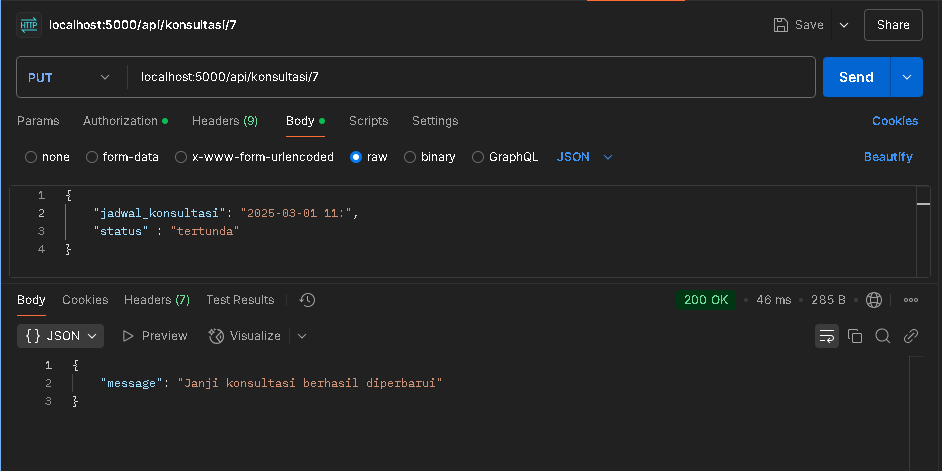 HTTP localhost:5000/api/konsultasi/7 Save Share
PUT localhost:5000/api/konsultasi/7 Send
Params Authorization Headers (9) Body Scripts Settings Cookies
none form-data x-www-form-urlencoded raw binary GraphQL JSON Beautify
1 {
2 "jadwal_konsultasi": "2025-03-01 11:",
3 "status" : "tertunda"
4 }
Body Cookies Headers (7) Test Results 200 OK • 46 ms • 285 B
{} JSON Preview Visualize
1 {
2 "message": "Janji konsultasi berhasil diperbarui"
3 }